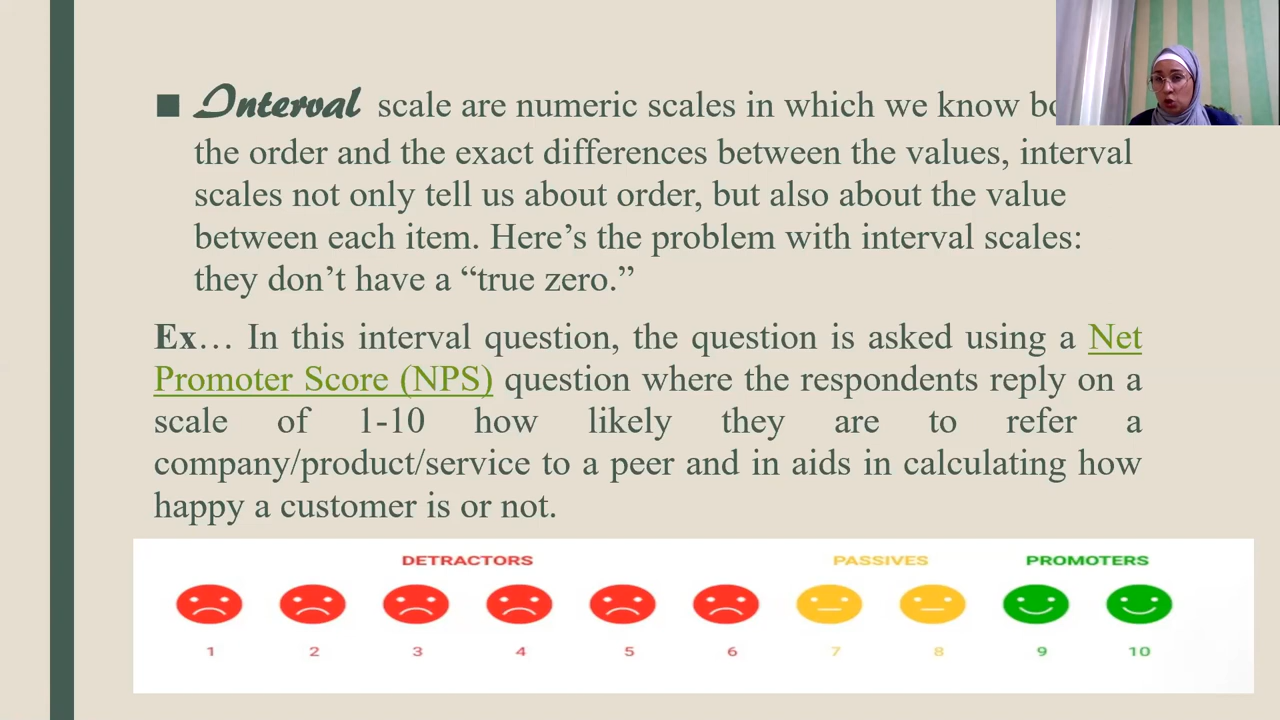 ■ Interval scale are numeric scales in which we know
the order and the exact differences between the values, interval
scales not only tell us about order, but also about the value
between each item. Here’s the problem with interval scales:
they don’t have a “true zero.”
Ex… In this interval question, the question is asked using a Net
Promoter Score (NPS) question where the respondents reply on a
scale of 1-10 how likely they are to refer a
company/product/service to a peer and in aids in calculating how
happy a customer is or not.
DETRACTORS PASSIVES PROMOTERS
1 2 3 4 5 6 7 8 9 10